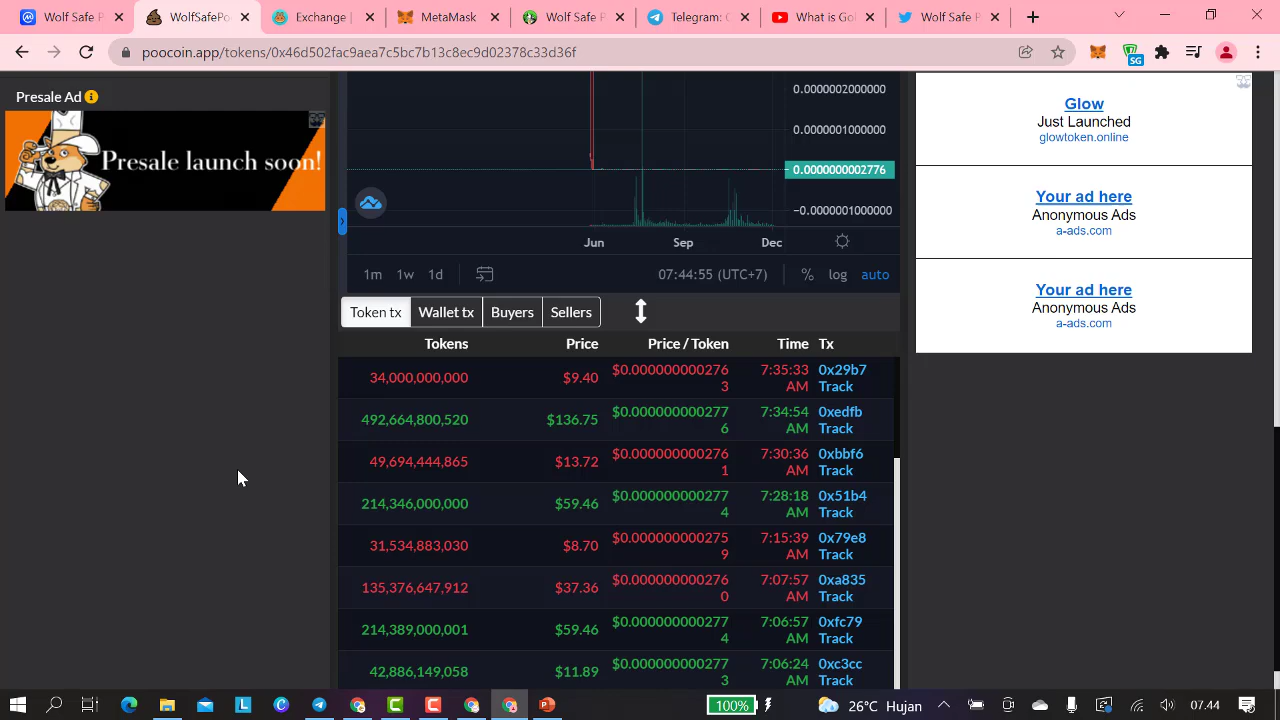 Wolf Safe P
WolfSafePo
Exchange |
MetaMask
Wolf Safe P
Telegram: C
What is Gol
Wolf Safe P
poocoin.app/tokens/0x46d502fac9aea7c5bc7b13c8ec9d02378c33d36f
SG
Presale Ad
Presale launch soon!
0.0000002000000
0.0000001000000
0.0000000002776
−0.0000001000000
Jun Sep Dec
1m 1w 1d 07:44:55 (UTC+7) % log auto
Token tx Wallet tx Buyers Sellers
Tokens Price Price / Token Time Tx
34,000,000,000 $9.40 $0.000000000276 7:35:33 0x29b7
3 AM Track
492,664,800,520 $136.75 $0.000000000277 7:34:54 0xedfb
6 AM Track
49,694,444,865 $13.72 $0.000000000276 7:30:36 0xbbf6
1 AM Track
214,346,000,000 $59.46 $0.000000000277 7:28:18 0x51b4
4 AM Track
31,534,883,030 $8.70 $0.000000000275 7:15:39 0x79e8
9 AM Track
135,376,647,912 $37.36 $0.000000000276 7:07:57 0xa835
0 AM Track
214,389,000,001 $59.46 $0.000000000277 7:06:57 0xfc79
4 AM Track
42,886,149,058 $11.89 $0.000000000277 7:06:24 0xc3cc
3 AM Track
Glow
Just Launched
glowtoken.online
Your ad here
Anonymous Ads
a-ads.com
Your ad here
Anonymous Ads
a-ads.com
100% 26°C Hujan 07:44